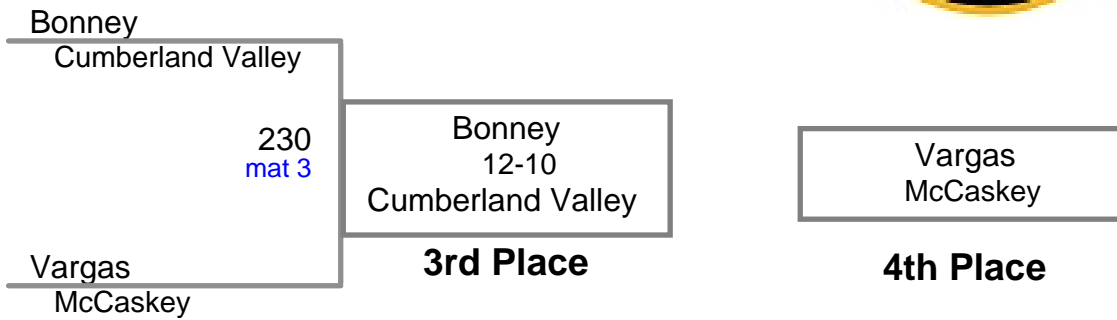 Bonney
Cumberland Valley
230
mat 3
Vargas
McCaskey
Bonney
12-10
Cumberland Valley
3rd Place
Vargas
McCaskey
4th Place